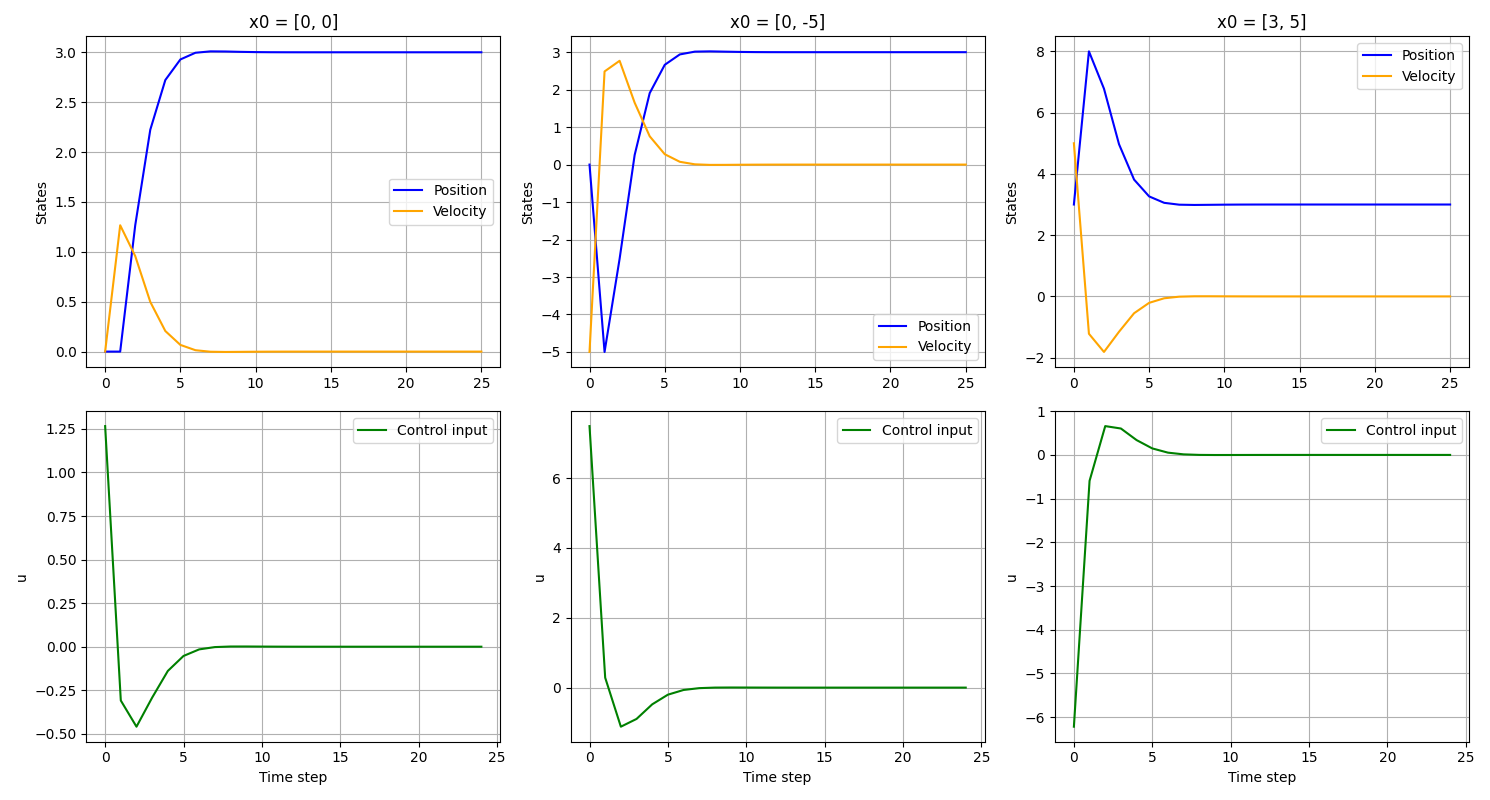 x0 = [0, 0]
States
3.0
2.5
2.0
1.5
1.0
0.5
0.0
Position
Velocity
0 5 10 15 20 25
x0 = [0, -5]
States
3
2
1
0
−1
−2
−3
−4
−5
Position
Velocity
0 5 10 15 20 25
x0 = [3, 5]
States
8
6
4
2
0
−2
Position
Velocity
0 5 10 15 20 25
u
1.25
1.00
0.75
0.50
0.25
0.00
−0.25
−0.50
Control input
0 5 10 15 20 25
Time step
u
6
4
2
0
Control input
0 5 10 15 20 25
Time step
u
1
0
−1
−2
−3
−4
−5
−6
Control input
0 5 10 15 20 25
Time step